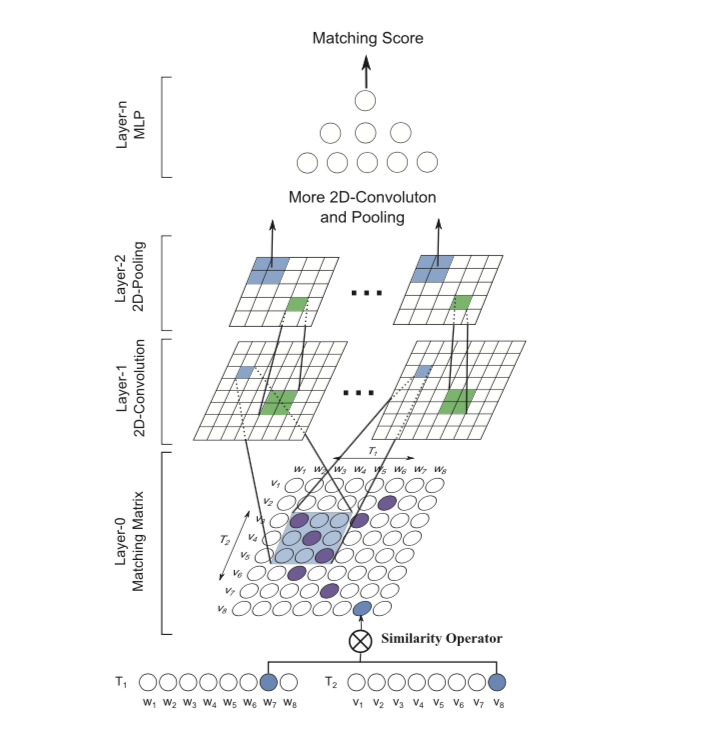 Matching Score
Layer-n
MLP
More 2D-Convoluton
and Pooling
Layer-2
2D-Pooling
Layer-1
2D-Convolution
Layer-0
Matching Matrix
T₁
w₁ w₂ w₃ w₄ w₅ w₆ w₇ w₈
v₁
v₂
v₃
v₄
v₅
v₆
v₇
v₈
T₂
Similarity Operator
T₁
w₁ w₂ w₃ w₄ w₅ w₆ w₇ w₈
T₂
v₁ v₂ v₃ v₄ v₅ v₆ v₇ v₈